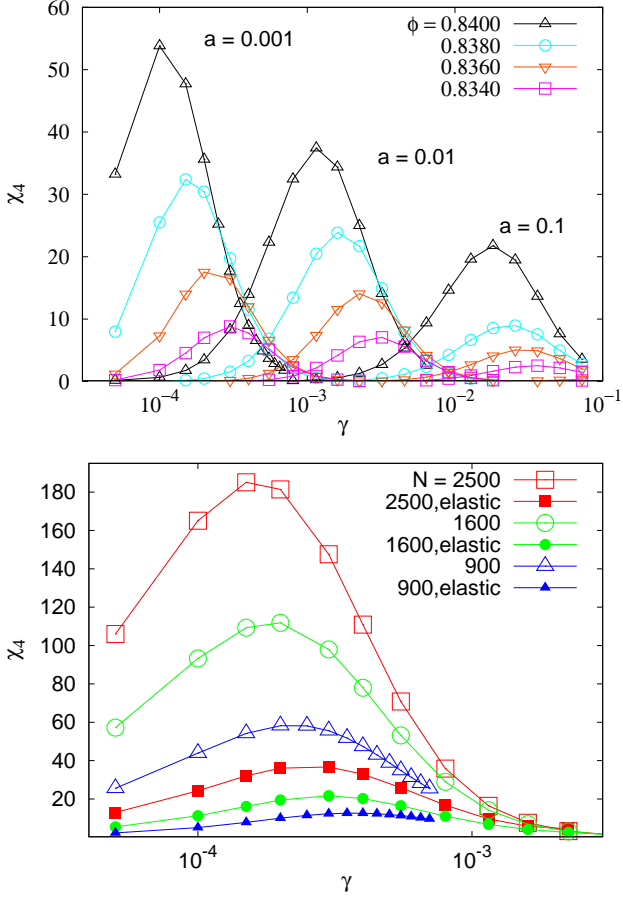 60
50
40
30
20
10
0
χ4
a = 0.001
a = 0.01
a = 0.1
ϕ = 0.8400
0.8380
0.8360
0.8340
10⁻⁴ 10⁻³ 10⁻² 10⁻¹
γ
180
160
140
120
100
80
60
40
20
χ4
N = 2500
2500,elastic
1600
1600,elastic
900
900,elastic
10⁻⁴ 10⁻³
γ